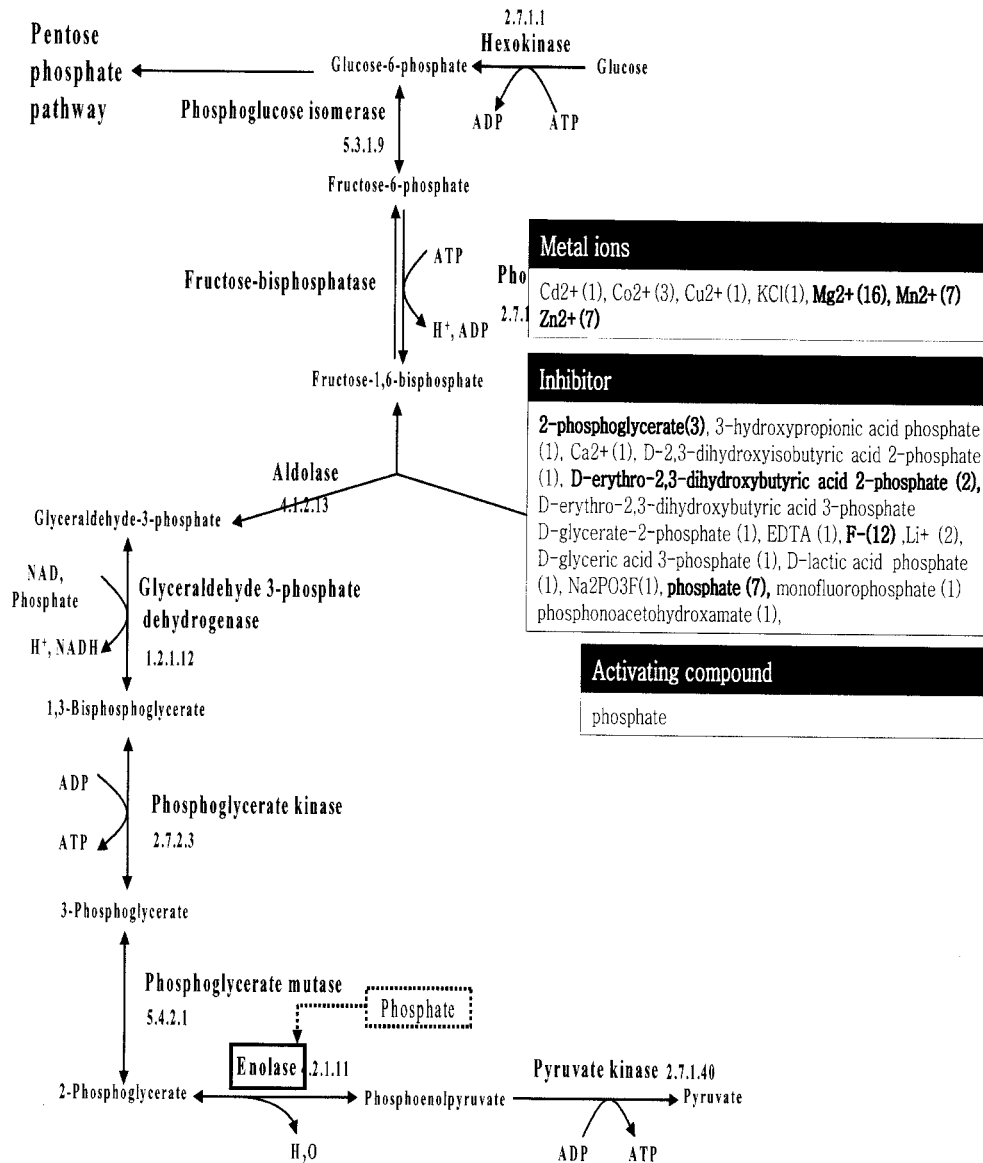 2.7.1.1
Hexokinase
Pentose
phosphate
pathway
Glucose-6-phosphate
Glucose
ADP
ATP
Phosphoglucose isomerase
5.3.1.9
Fructose-6-phosphate
Fructose-bisphosphatase
ATP
H⁺, ADP
Fructose-1,6-bisphosphate
Metal ions
Cd2+ (1), Co2+ (3), Cu2+ (1), KCl(1), Mg2+ (16), Mn2+ (7)
Zn2+ (7)
Inhibitor
2-phosphoglycerate(3), 3-hydroxypropionic acid phosphate
(1), Ca2+ (1), D-2,3-dihydroxyisobutyric acid 2-phosphate
(1), D-erythro-2,3-dihydroxybutyric acid 2-phosphate (2),
D-erythro-2,3-dihydroxybutyric acid 3-phosphate
D-glycerate-2-phosphate (1), EDTA (1), F-(12) ,Li+ (2),
D-glyceric acid 3-phosphate (1), D-lactic acid phosphate
(1), Na2PO3F(1), phosphate (7), monofluorophosphate (1)
phosphonoacetohydroxamate (1),
Activating compound
phosphate
Aldolase
4.1.2.13
Glyceraldehyde-3-phosphate
NAD,
Phosphate
H⁺, NADH
Glyceraldehyde 3-phosphate
dehydrogenase
1.2.1.12
1,3-Bisphosphoglycerate
ADP
ATP
Phosphoglycerate kinase
2.7.2.3
3-Phosphoglycerate
Phosphoglycerate mutase
5.4.2.1
Phosphate
Enolase .2.1.11
2-Phosphoglycerate
H₂O
Phosphoenolpyruvate
Pyruvate kinase 2.7.1.40
ADP
ATP
Pyruvate